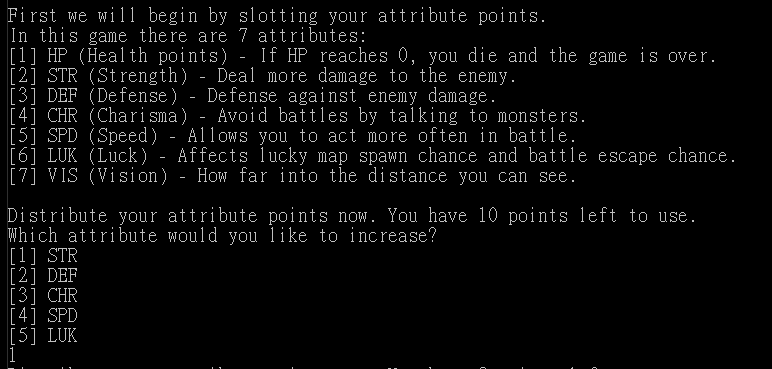 First we will begin by slotting your attribute points.
In this game there are 7 attributes:
[1] HP (Health points) - If HP reaches 0, you die and the game is over.
[2] STR (Strength) - Deal more damage to the enemy.
[3] DEF (Defense) - Defense against enemy damage.
[4] CHR (Charisma) - Avoid battles by talking to monsters.
[5] SPD (Speed) - Allows you to act more often in battle.
[6] LUK (Luck) - Affects lucky map spawn chance and battle escape chance.
[7] VIS (Vision) - How far into the distance you can see.
Distribute your attribute points now. You have 10 points left to use.
Which attribute would you like to increase?
[1] STR
[2] DEF
[3] CHR
[4] SPD
[5] LUK
1